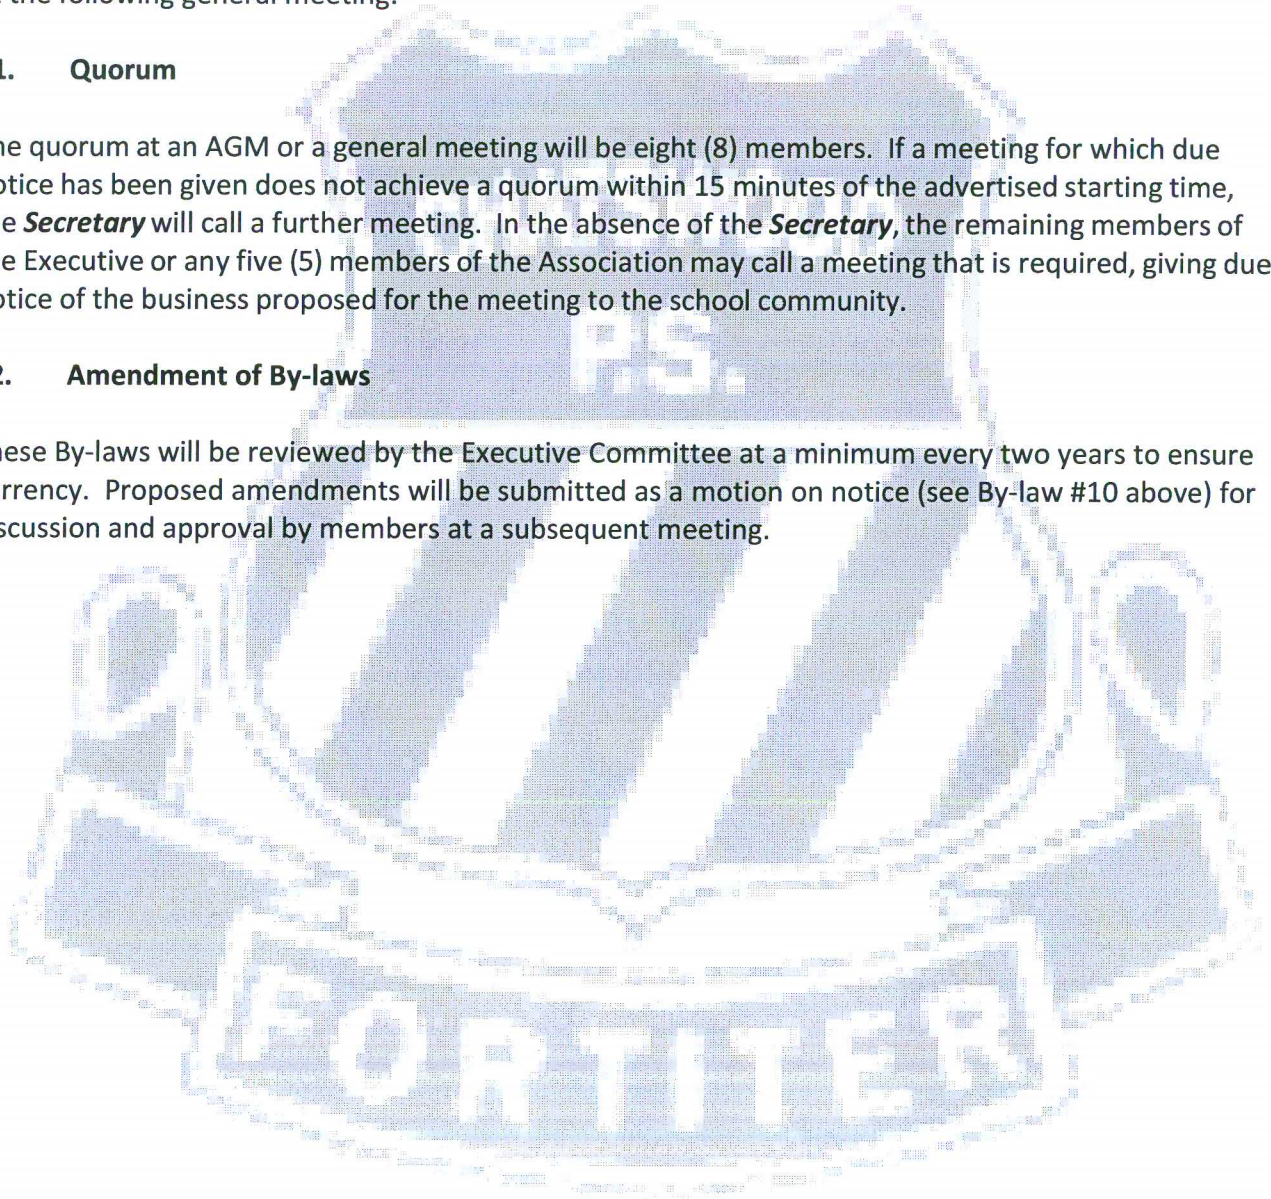 the following general meeting.
1. Quorum
he quorum at an AGM or a general meeting will be eight (8) members. If a meeting for which due
otice has been given does not achieve a quorum within 15 minutes of the advertised starting time,
e Secretary will call a further meeting. In the absence of the Secretary, the remaining members of
e Executive or any five (5) members of the Association may call a meeting that is required, giving due
otice of the business proposed for the meeting to the school community.
P.S.
2. Amendment of By-laws
hese By-laws will be reviewed by the Executive Committee at a minimum every two years to ensure
rrency. Proposed amendments will be submitted as a motion on notice (see By-law #10 above) for
scussion and approval by members at a subsequent meeting.
FORTITER